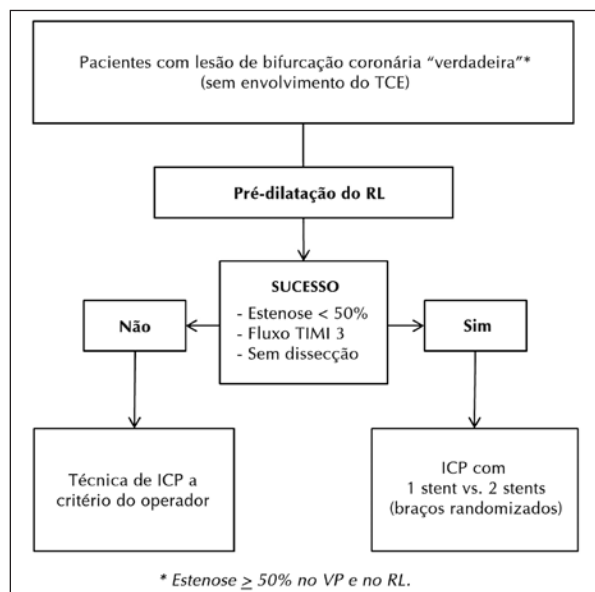 Pacientes com lesão de bifurcação coronária “verdadeira”*
(sem envolvimento do TCE)
Pré-dilatação do RL
SUCESSO
- Estenose < 50%
- Fluxo TIMI 3
- Sem dissecção
Não
Sim
Técnica de ICP a
critério do operador
ICP com
1 stent vs. 2 stents
(braços randomizados)
* Estenose ≥ 50% no VP e no RL.